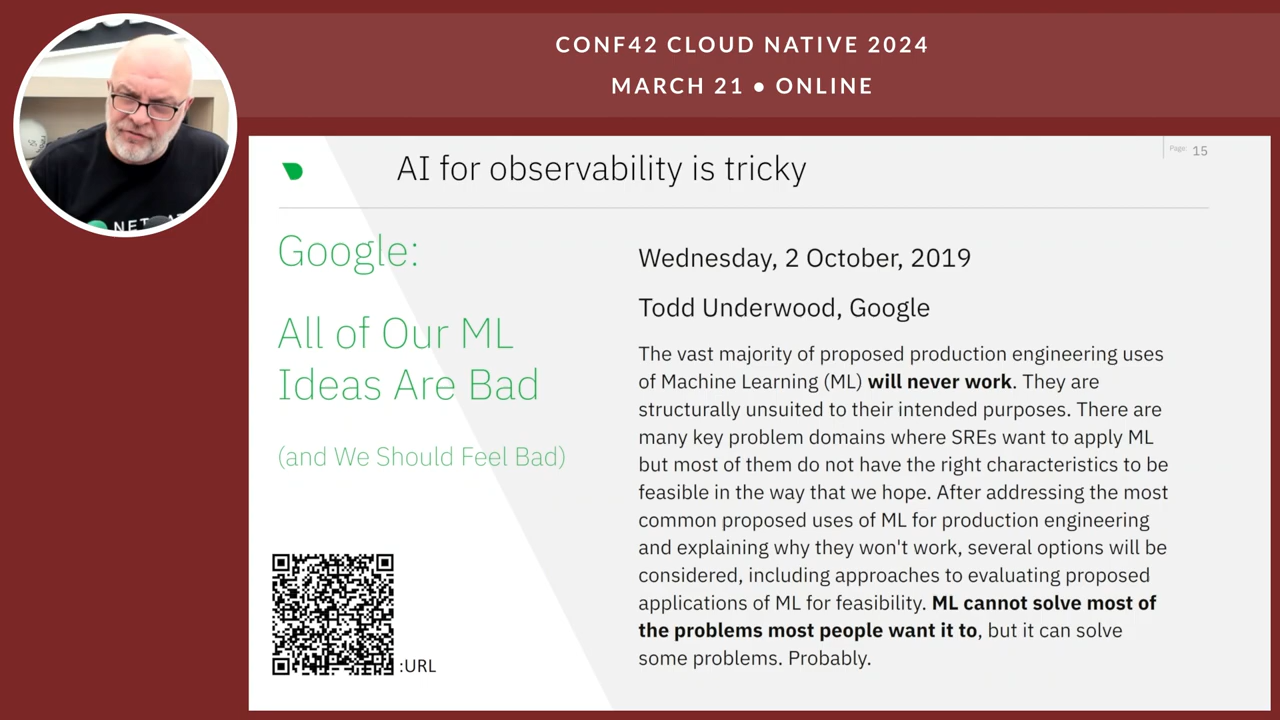 CONF42 CLOUD NATIVE 2024
MARCH 21 ● ONLINE
AI for observability is tricky
Page: 15
Google:
All of Our ML
Ideas Are Bad
(and We Should Feel Bad)
:URL
Wednesday, 2 October, 2019
Todd Underwood, Google
The vast majority of proposed production engineering uses
of Machine Learning (ML) will never work. They are
structurally unsuited to their intended purposes. There are
many key problem domains where SREs want to apply ML
but most of them do not have the right characteristics to be
feasible in the way that we hope. After addressing the most
common proposed uses of ML for production engineering
and explaining why they won't work, several options will be
considered, including approaches to evaluating proposed
applications of ML for feasibility. ML cannot solve most of
the problems most people want it to, but it can solve
some problems. Probably.